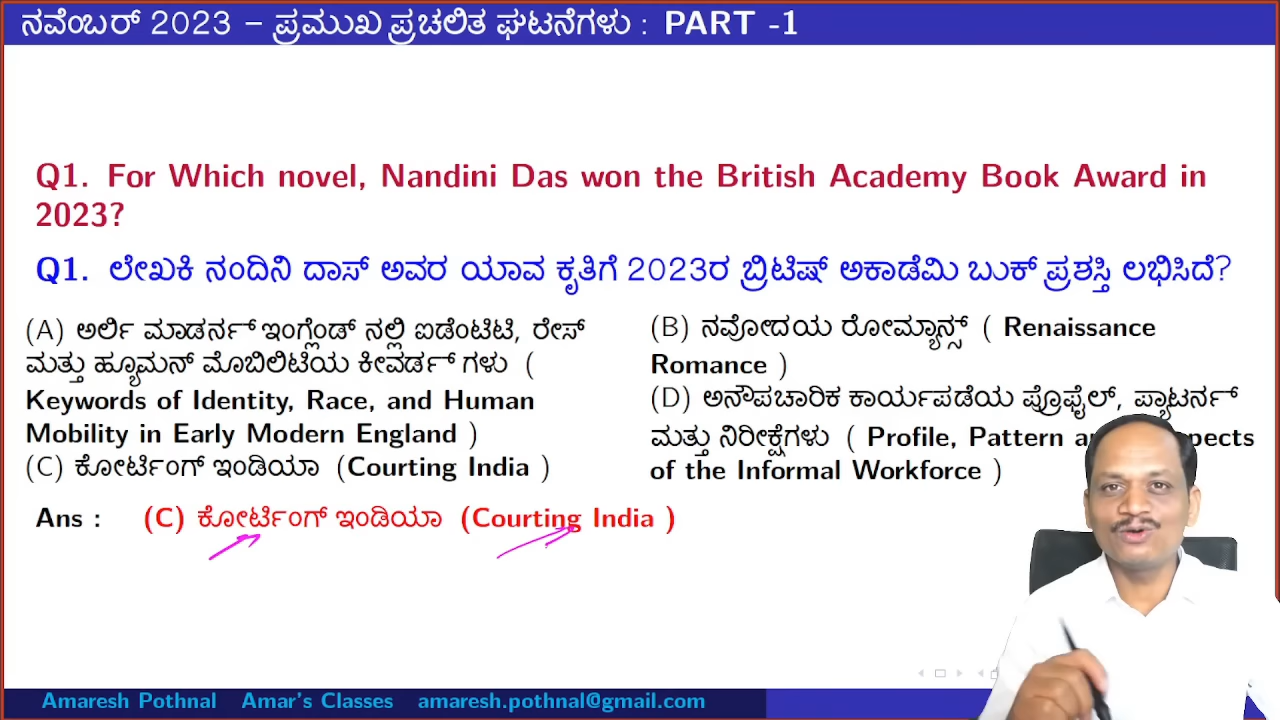 ನವೆಂಬರ್ 2023 – ಪ್ರಮುಖ ಪ್ರಚಲಿತ ಘಟನೆಗಳು : PART -1
Q1. For Which novel, Nandini Das won the British Academy Book Award in
2023?
Q1. ಲೇಖಕಿ ನಂದಿನಿ ದಾಸ್ ಅವರ ಯಾವ ಕೃತಿಗೆ 2023ರ ಬ್ರಿಟಿಷ್ ಅಕಾಡೆಮಿ ಬುಕ್ ಪ್ರಶಸ್ತಿ ಲಭಿಸಿದೆ?
(A) ಅರ್ಲಿ ಮಾಡರ್ನ್ ಇಂಗ್ಲೆಂಡ್ ನಲ್ಲಿ ಐಡೆಂಟಿಟಿ, ರೇಸ್
ಮತ್ತು ಹ್ಯೂಮನ್ ಮೊಬಿಲಿಟಿಯ ಕೀವರ್ಡ್ ಗಳು (
Keywords of Identity, Race, and Human
Mobility in Early Modern England )
(C) ಕೋರ್ಟಿಂಗ್ ಇಂಡಿಯಾ (Courting India )
(B) ನವೋದಯ ರೋಮ್ಯಾನ್ಸ್ ( Renaissance
Romance )
(D) ಅನೌಪಚಾರಿಕ ಕಾರ್ಯಪಡೆಯ ಪ್ರೊಫೈಲ್, ಪ್ಯಾಟರ್ನ್
ಮತ್ತು ನಿರೀಕ್ಷೆಗಳು ( Profile, Pattern
of the Informal Workforce )
Ans : (C) ಕೋರ್ಟಿಂಗ್ ಇಂಡಿಯಾ (Courting India )
Amaresh Pothnal Amar's Classes amaresh.pothnal@gmail.com